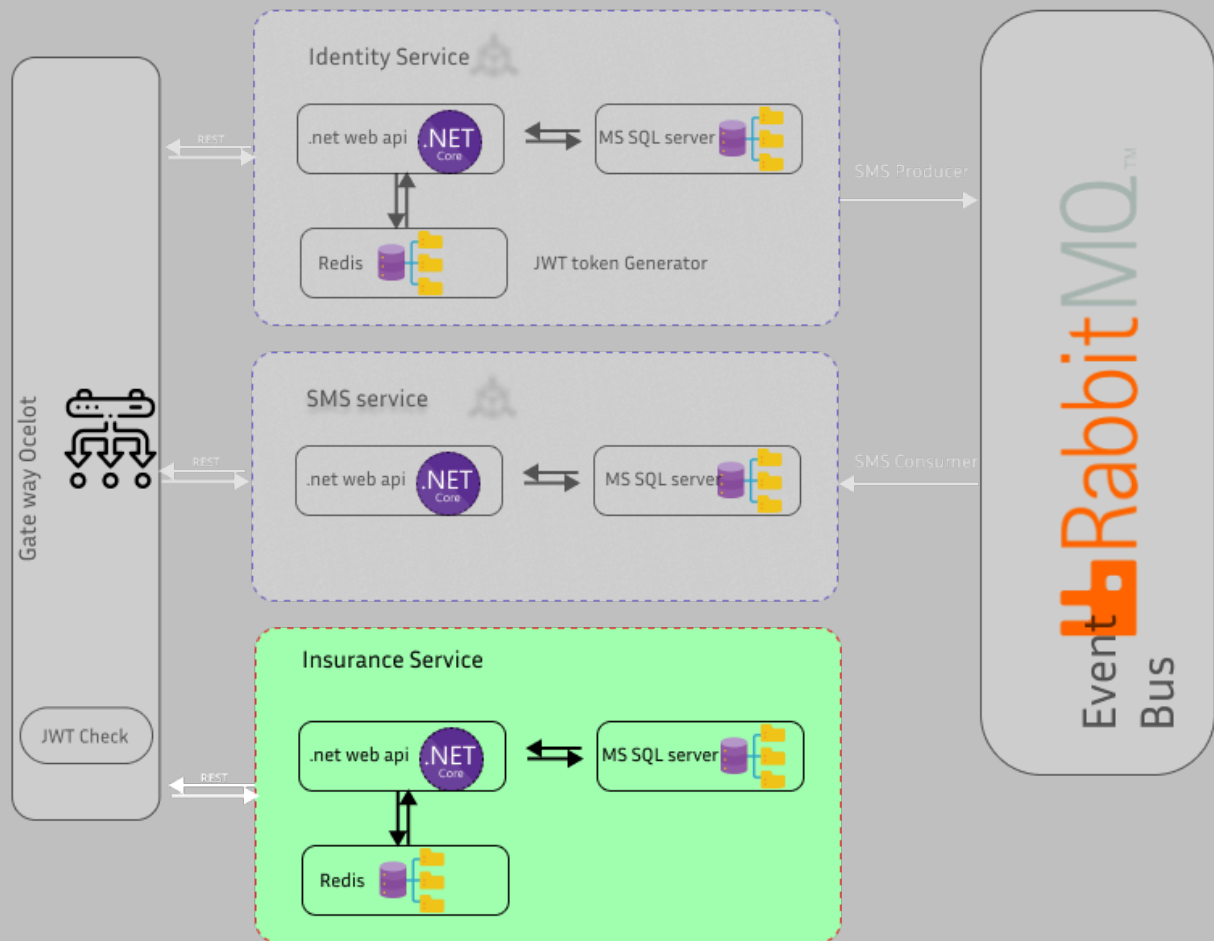 Identity Service
.net web api
.NET
Core
MS SQL server
REST
Redis
JWT token Generator
SMS Producer
SMS service
.net web api
.NET
Core
MS SQL server
REST
SMS Consumer
Gate way Ocelot
JWT Check
RabbitMQ™
Event
Bus
Insurance Service
.net web api
.NET
Core
MS SQL server
REST
Redis